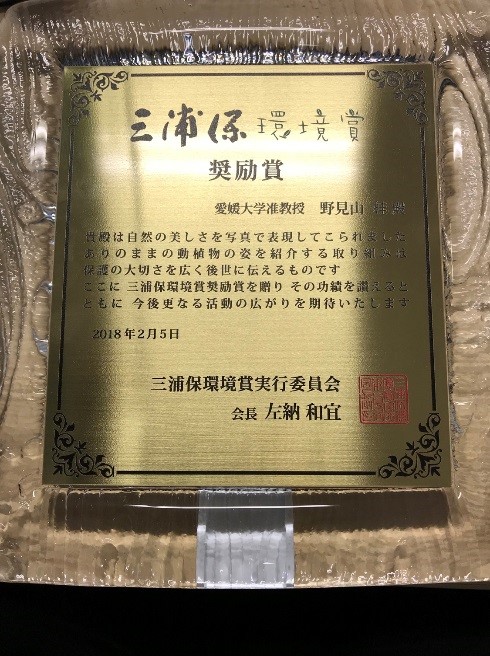 三浦保環境賞
奨励賞
愛媛大学准教授 野見山 桂 殿
貴殿は自然の美しさを写真で表現してこられました
ありのままの動植物の姿を紹介する取り組みは
保護の大切さを広く後世に伝えるものです
ここに 三浦保環境賞奨励賞を贈り その功績を讃えると
ともに 今後更なる活動の広がりを期待いたします
2018年2月5日
三浦保環境賞実行委員会
会長 左納 和宜